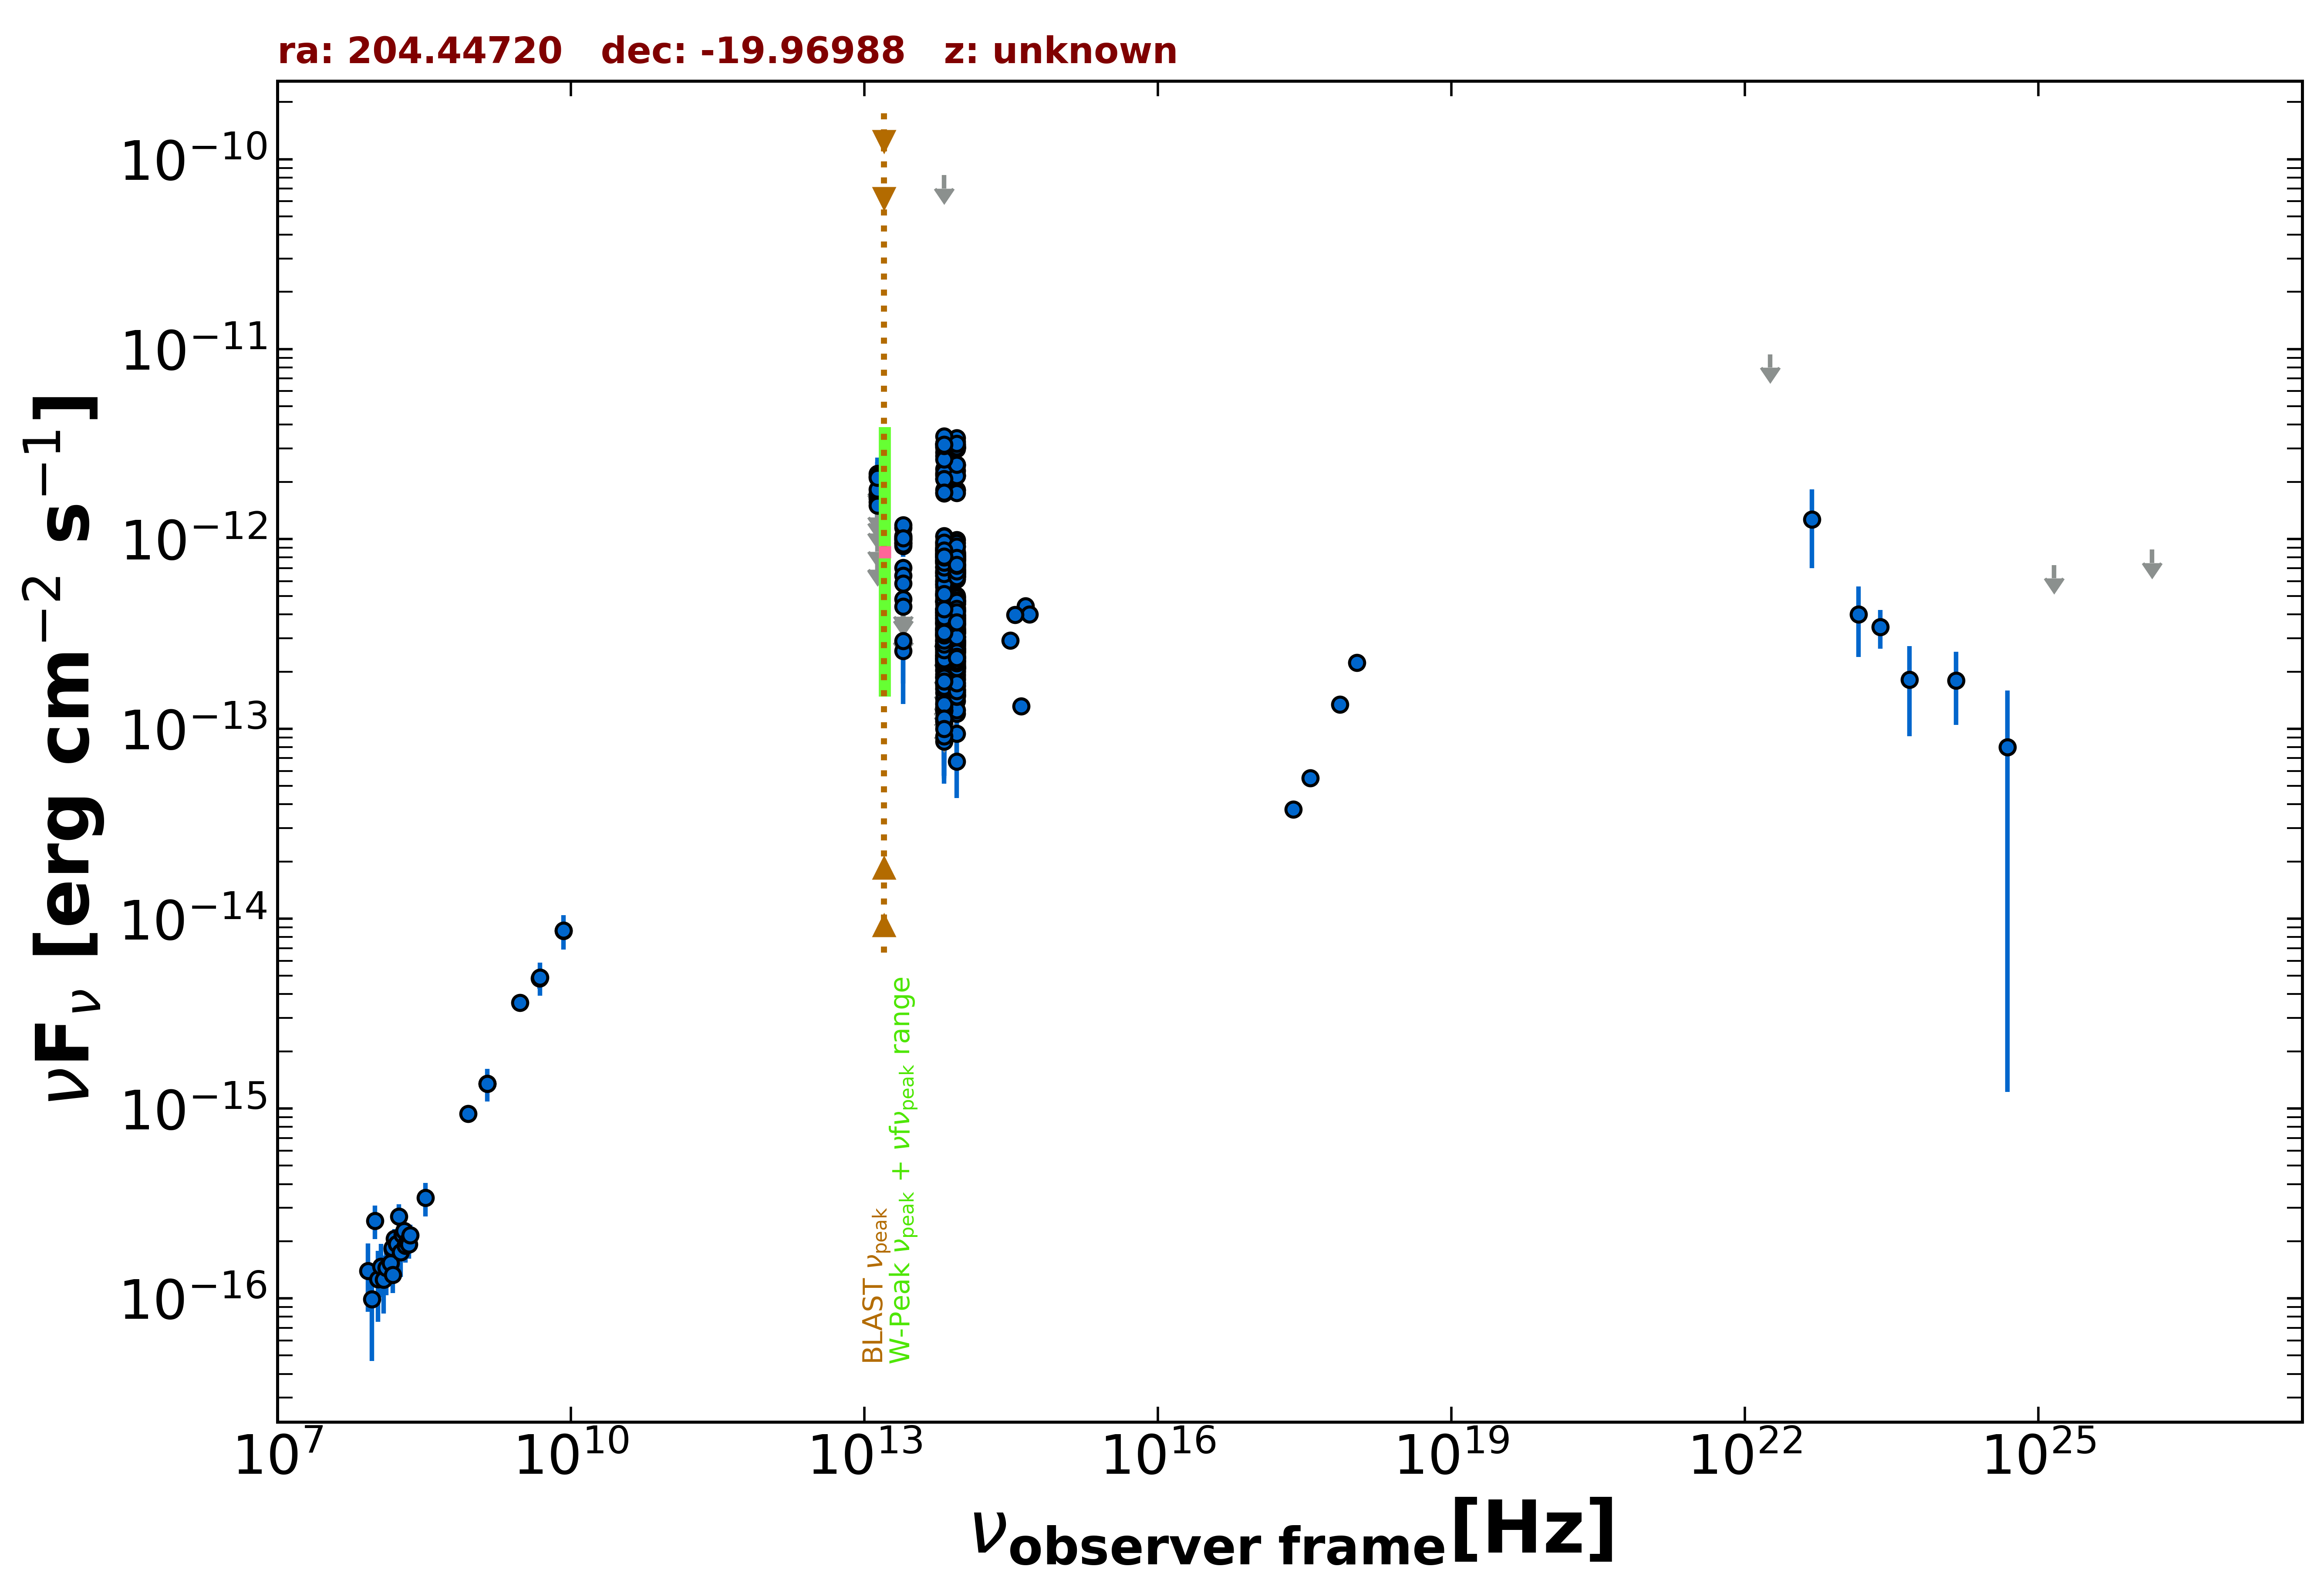 ra: 204.44720 dec: -19.96988 z: unknown
νFν [erg cm−2 s−1]
10−10
10−11
10−12
10−13
10−14
10−15
10−16
BLAST νpeak
W-Peak νpeak + νfνpeak range
107 1010 1013 1016 1019 1022 1025
νobserver frame[Hz]